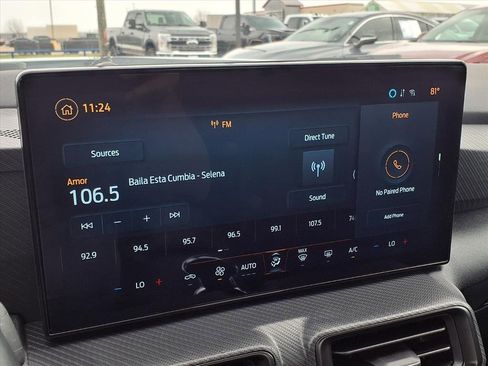 11:24
81°
FM
Phone
Direct Tune
Sources
Amor
106.5
Baila Esta Cumbia - Selena
No Paired Phone
Sound
Add Phone
92.9
94.5
95.7
96.5
99.1
107.5
74
MAX
LO
AUTO
A/C
LO